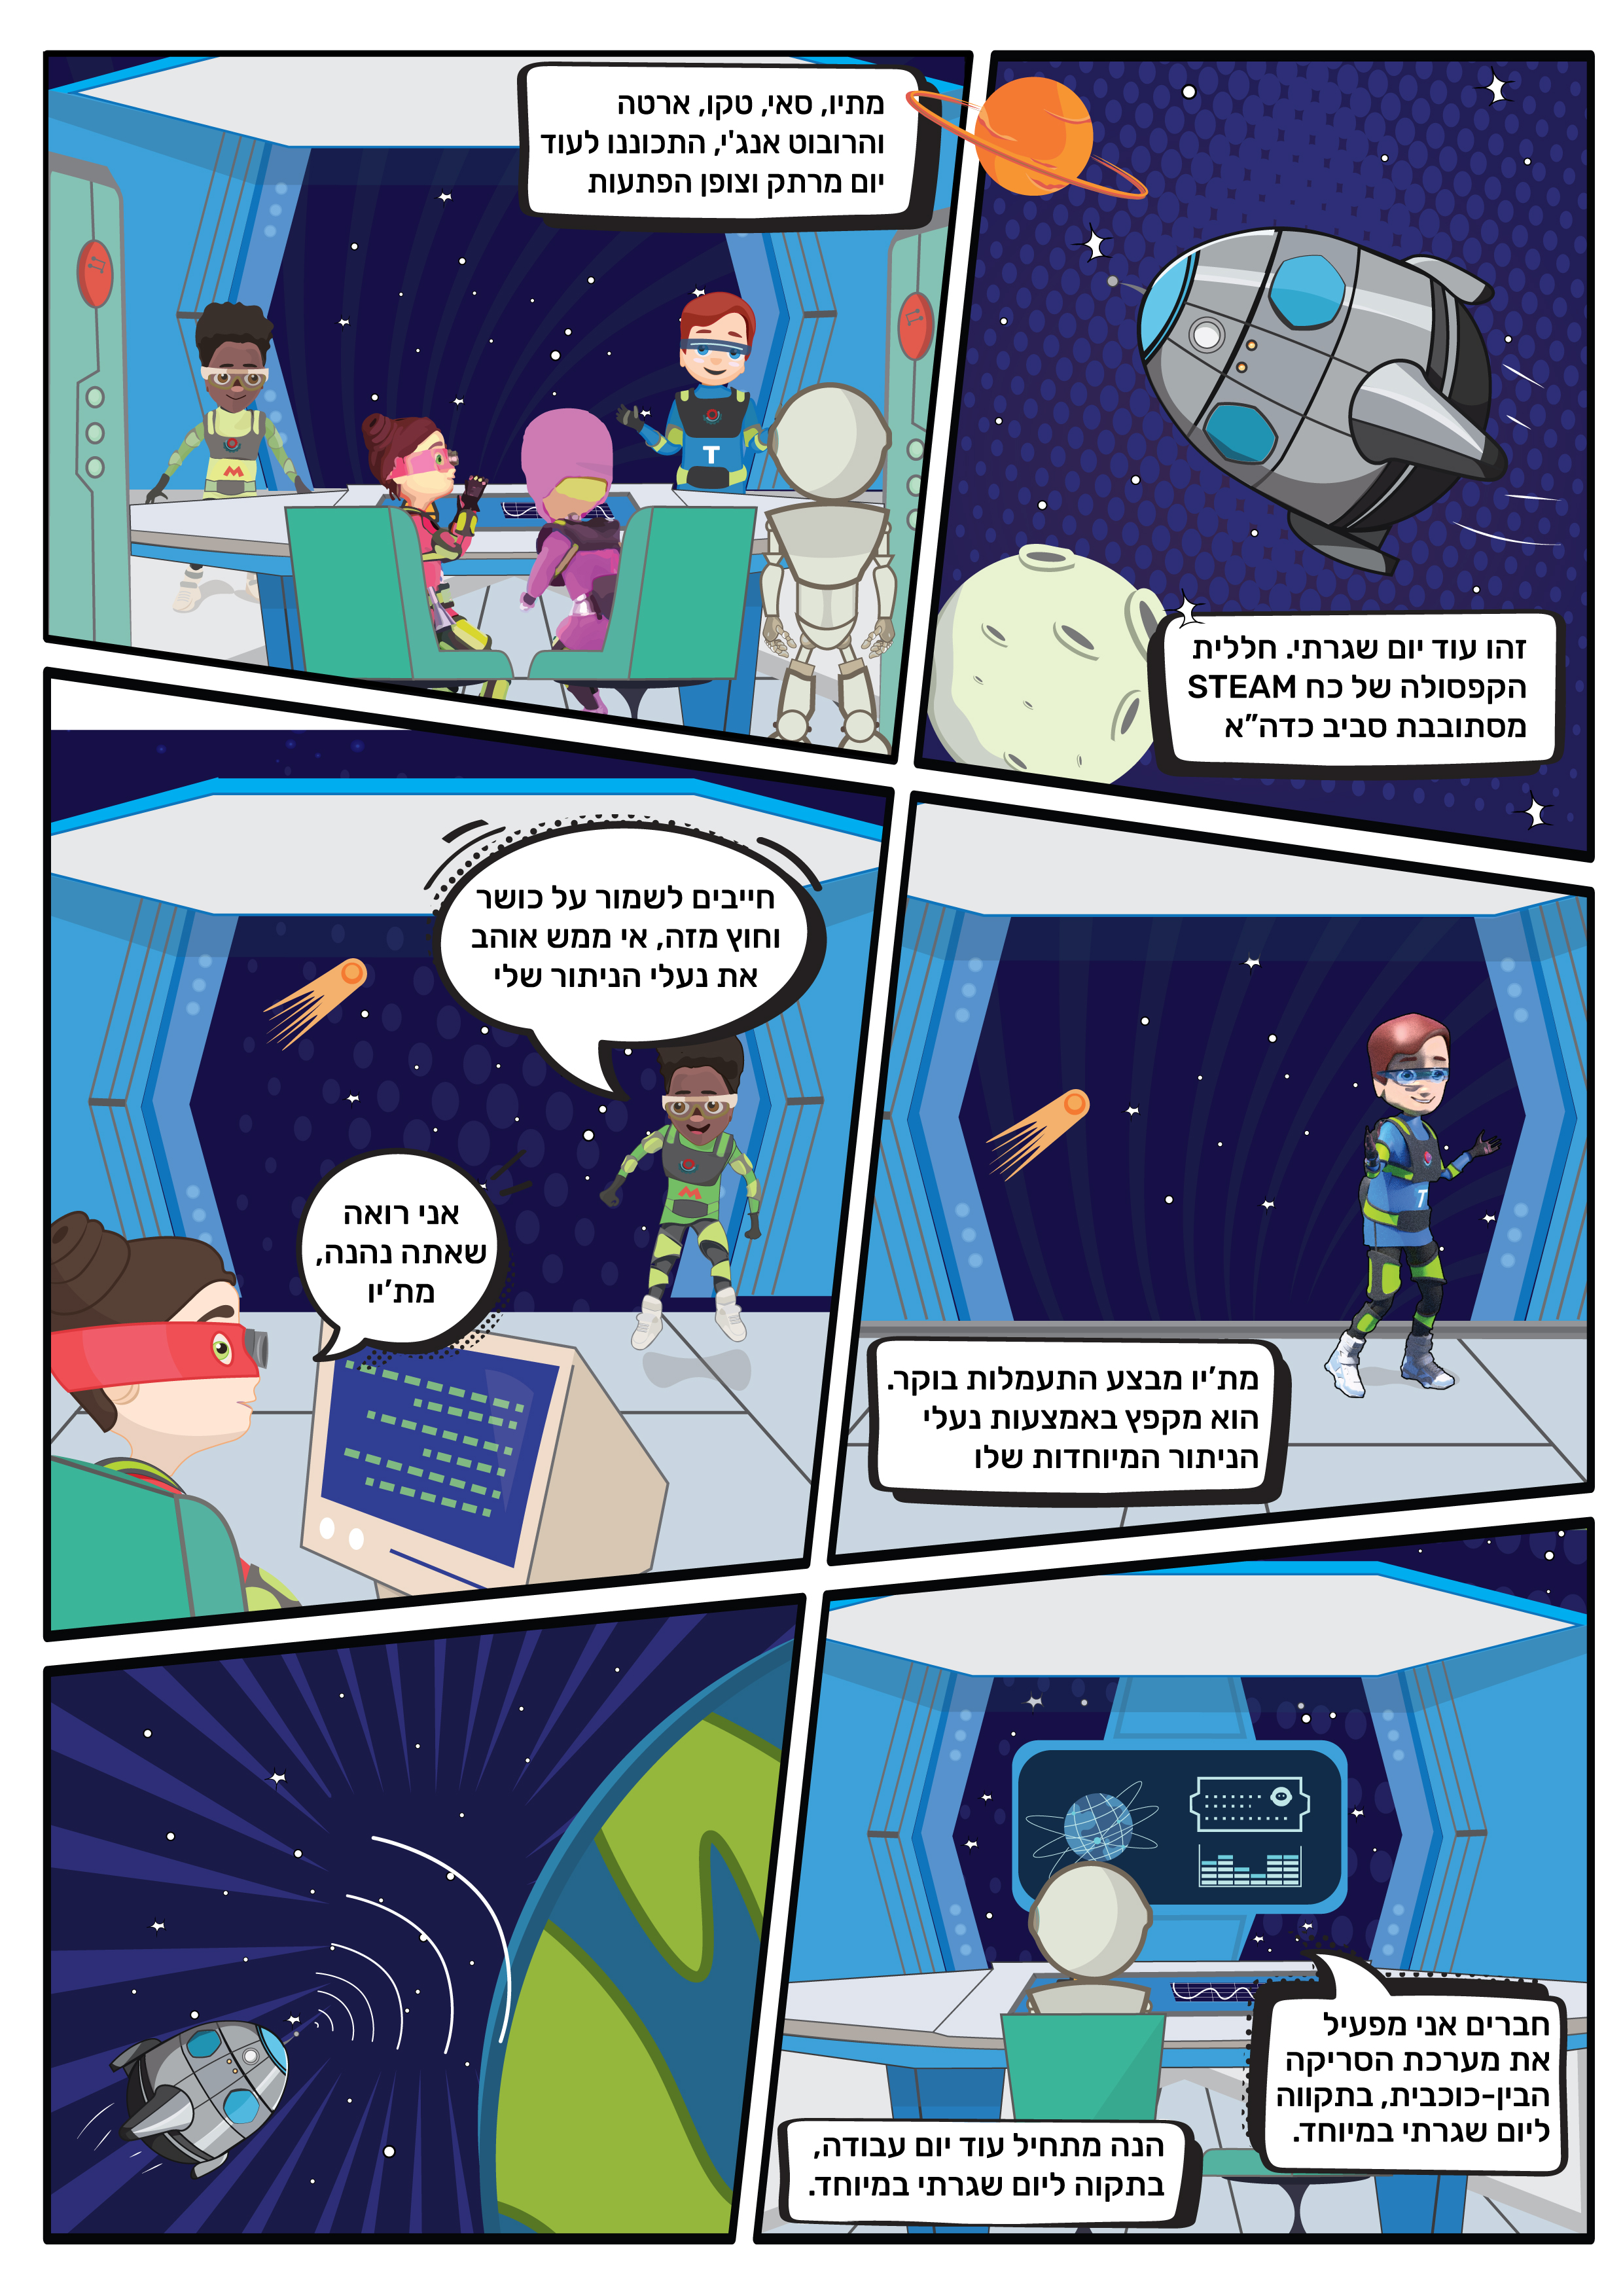 זהו עוד יום שגרתי. חללית
הקפסולה של כח STEAM
מסתובבת סביב כדה״א
מתיו, סאי, טקו, ארטה
והרובוט אנג'י, התכוננו לעוד
יום מרתק וצופן הפתעות
M
T
T
מת׳יו מבצע התעמלות בוקר.
הוא מקפץ באמצעות נעלי
הניתור המיוחדות שלו
חייבים לשמור על כושר
וחוץ מזה, אי ממש אוהב
את נעלי הניתור שלי
M
אני רואה
שאתה נהנה,
מת׳יו
חברים אני מפעיל
את מערכת הסריקה
הבין-כוכבית, בתקווה
ליום שגרתי במיוחד.
הנה מתחיל עוד יום עבודה,
בתקוה ליום שגרתי במיוחד.